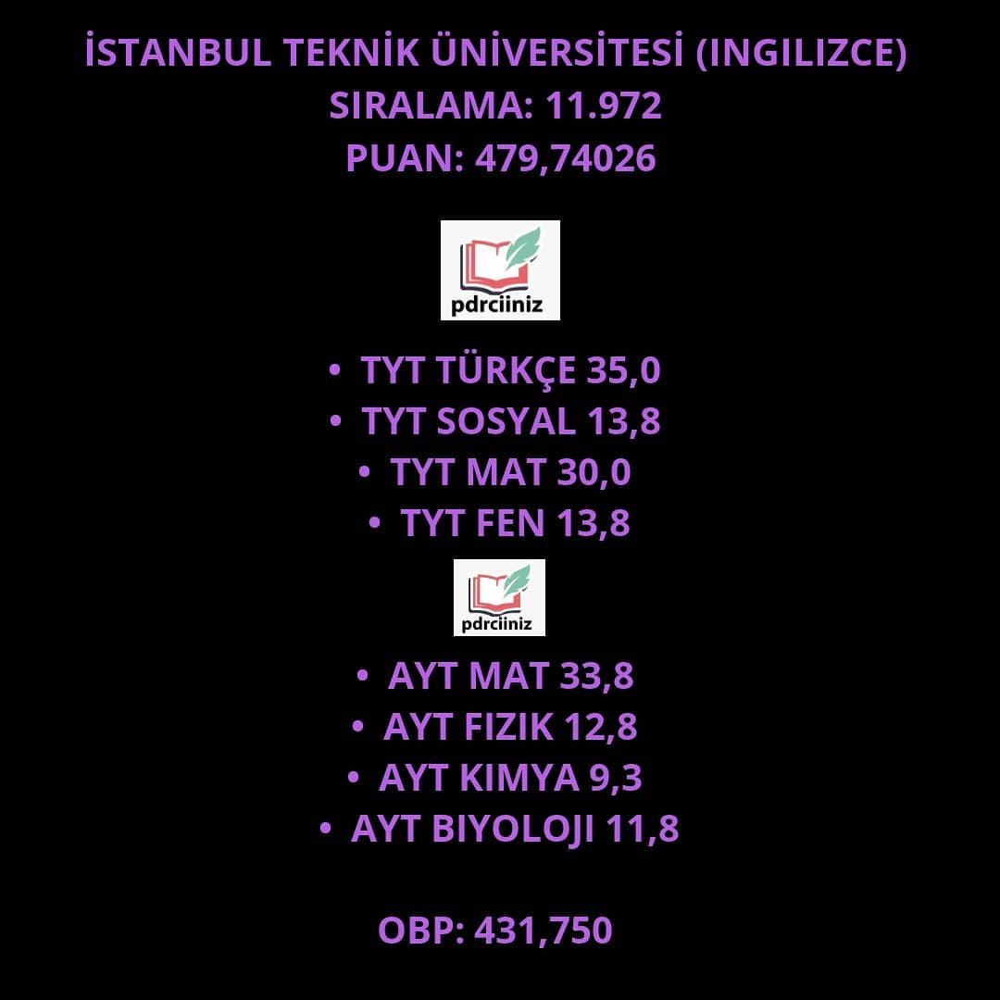 İSTANBUL TEKNİK ÜNİVERSİTESİ (INGILIZCE)
SIRALAMA: 11.972
PUAN: 479,74026
pdrciiniz
• TYT TÜRKÇE 35,0
• TYT SOSYAL 13,8
• TYT MAT 30,0
• TYT FEN 13,8
pdrciiniz
• AYT MAT 33,8
• AYT FIZIK 12,8
• AYT KIMYA 9,3
• AYT BIYOLOJI 11,8
OBP: 431,750